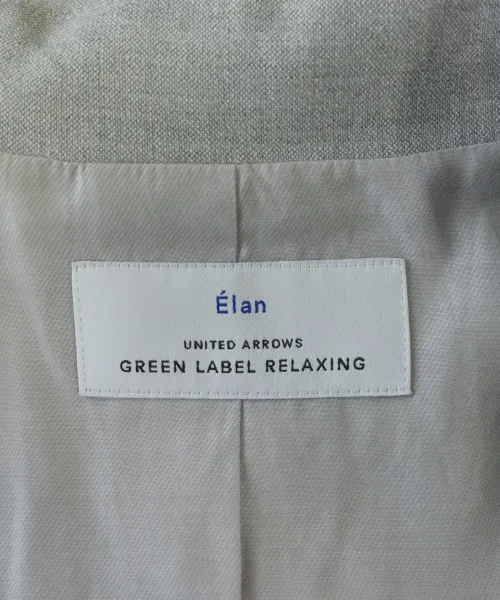 Élan
UNITED ARROWS
GREEN LABEL RELAXING